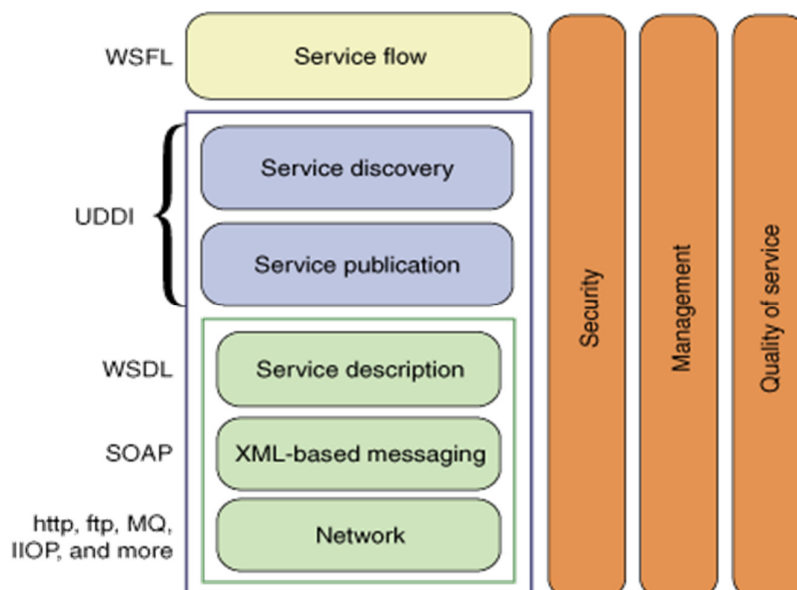 WSFL
Service flow
UDDI
Service discovery
Service publication
WSDL
Service description
SOAP
XML-based messaging
http, ftp, MQ,
IIOP, and more
Network
Security
Management
Quality of service